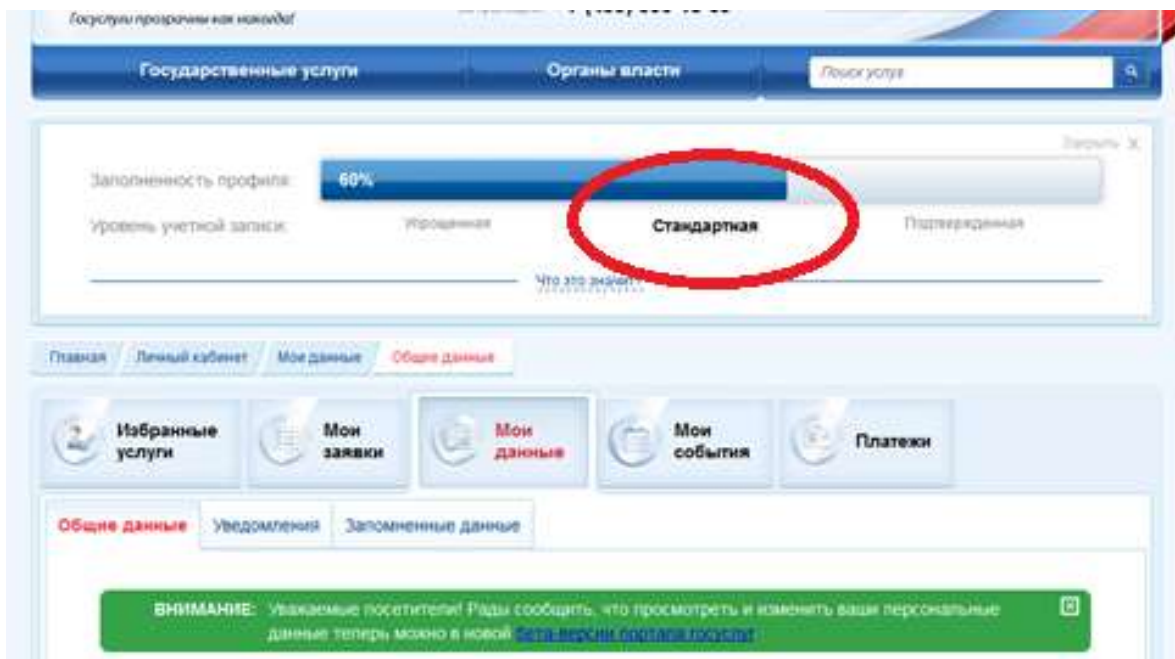 Госуслуги прозрачны как никогда!
Государственные услуги Органы власти Поиск услуг
Закрыть X
Заполненность профиля: 60%
Уровень учетной записи: Упрощенная Стандартная Подтвержденная
Что это значит?
Главная Личный кабинет Мои данные Общие данные
Избранные услуги Мои заявки Мои данные Мои события Платежи
Общие данные Уведомления Запомненные данные
ВНИМАНИЕ: Уважаемые посетители! Рады сообщить, что просмотреть и изменить ваши персональные
данные теперь можно в новой бета-версии портала госуслуг